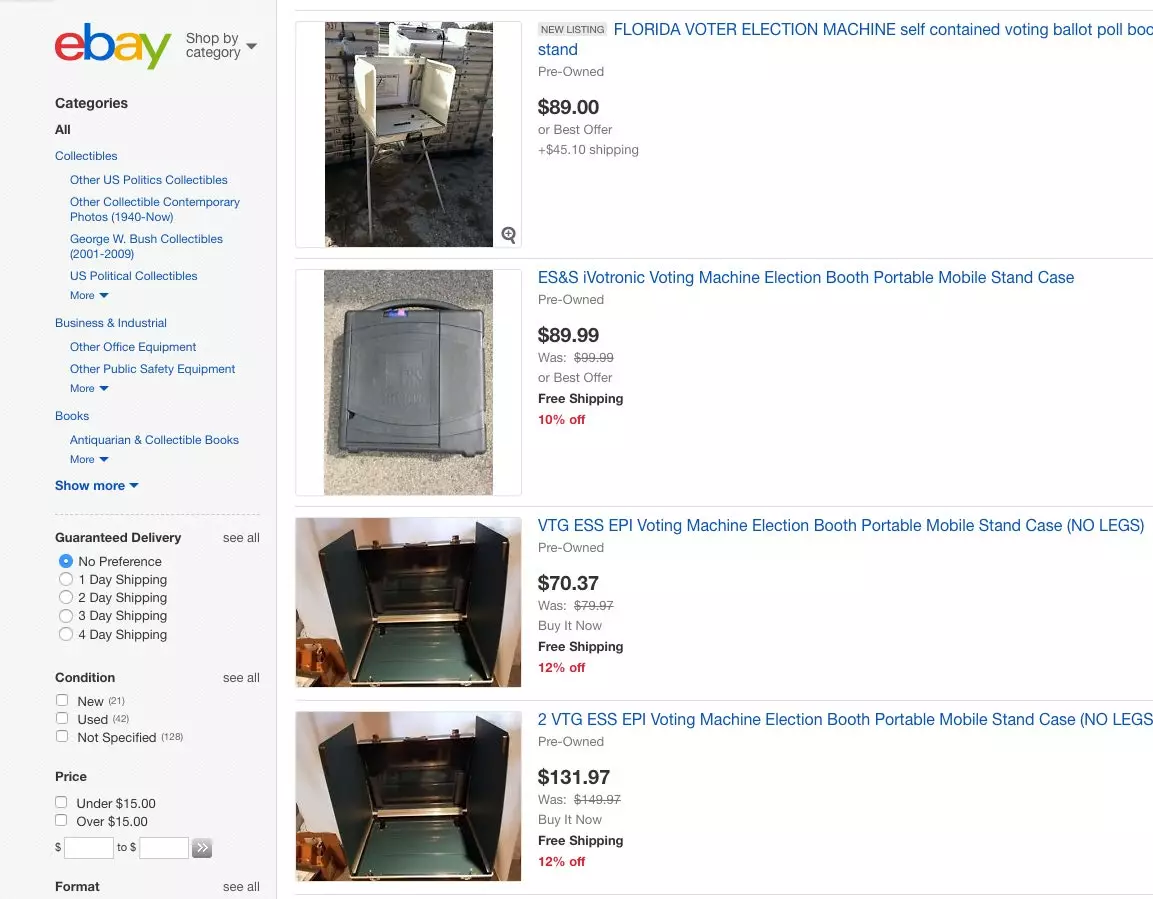 ebay
Shop by
category
Categories
All
Collectibles
Other US Politics Collectibles
Other Collectible Contemporary
Photos (1940-Now)
George W. Bush Collectibles
(2001-2009)
US Political Collectibles
More
Business & Industrial
Other Office Equipment
Other Public Safety Equipment
More
Books
Antiquarian & Collectible Books
More
Show more
Guaranteed Delivery see all
No Preference
1 Day Shipping
2 Day Shipping
3 Day Shipping
4 Day Shipping
Condition see all
New (21)
Used (42)
Not Specified (128)
Price
Under $15.00
Over $15.00
$ to $
Format see all
NEW LISTING FLORIDA VOTER ELECTION MACHINE self contained voting ballot poll boo
stand
Pre-Owned
$89.00
or Best Offer
+$45.10 shipping
ES&S iVotronic Voting Machine Election Booth Portable Mobile Stand Case
Pre-Owned
$89.99
Was: $99.99
or Best Offer
Free Shipping
10% off
VTG ESS EPI Voting Machine Election Booth Portable Mobile Stand Case (NO LEGS)
Pre-Owned
$70.37
Was: $79.97
Buy It Now
Free Shipping
12% off
2 VTG ESS EPI Voting Machine Election Booth Portable Mobile Stand Case (NO LEGS
Pre-Owned
$131.97
Was: $149.97
Buy It Now
Free Shipping
12% off